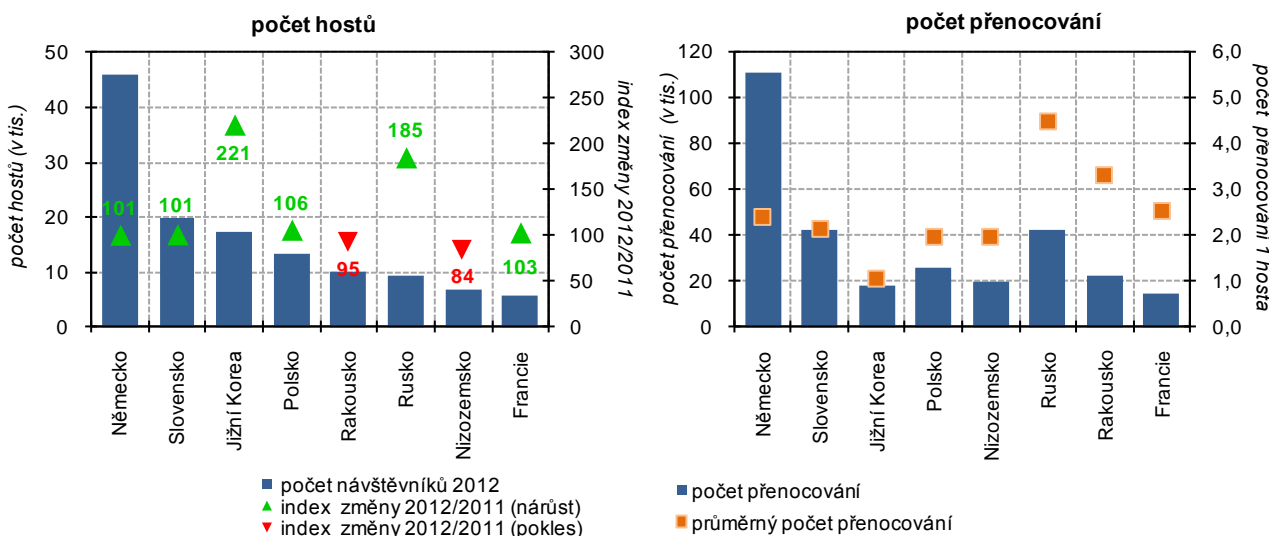 počet hostů
50
40
30
20
10
0
počet hostů (v tis.)
300
250
200
150
100
50
0
index změny 2012/2011
101
101
221
106
95
185
84
103
Německo
Slovensko
Jižní Korea
Polsko
Rakousko
Rusko
Nizozemsko
Francie
počet návštěvníků 2012
index změny 2012/2011 (nárůst)
index změny 2012/2011 (pokles)
počet přenocování
120
100
80
60
40
20
0
počet přenocování (v tis.)
6,0
5,0
4,0
3,0
2,0
1,0
0,0
počet přenocování 1 hosta
Německo
Slovensko
Jižní Korea
Polsko
Nizozemsko
Rusko
Rakousko
Francie
počet přenocování
průměrný počet přenocování